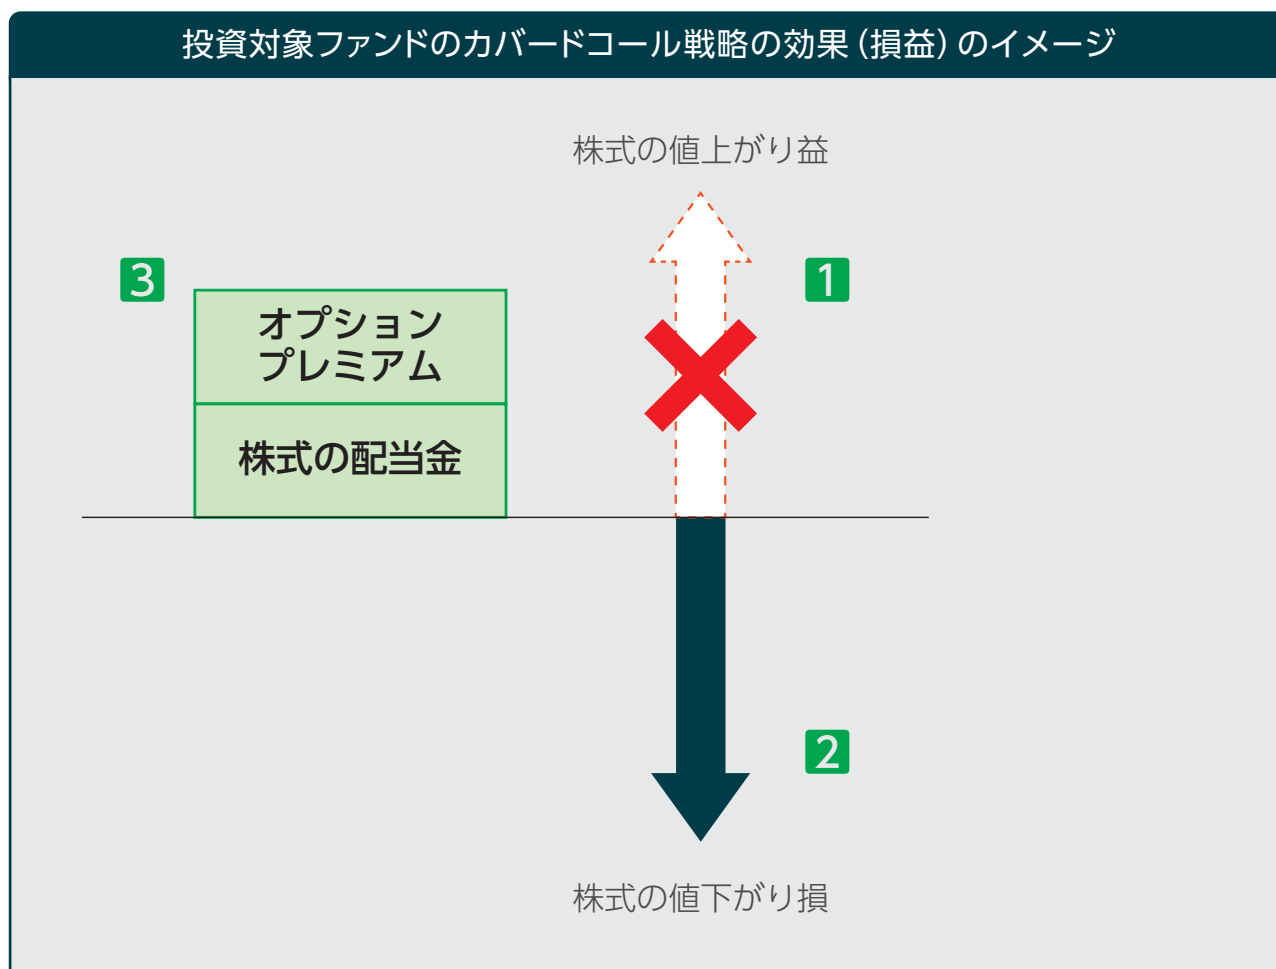 投資対象ファンドのカバードコール戦略の効果（損益）のイメージ
株式の値上がり益
3
1
オプション
プレミアム
株式の配当金
2
株式の値下がり損